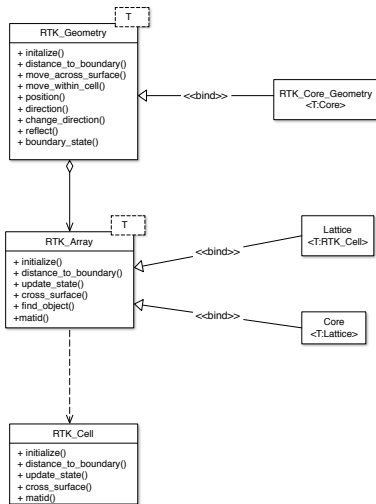 T
RTK_Geometry
+ initalize()
+ distance_to_boundary()
+ move_across_surface()
+ move_within_cell()
+ position()
+ direction()
+ change_direction()
+ reflect()
+ boundary_state()
<<bind>>
RTK_Core_Geometry
<T:Core>
T
RTK_Array
+ initialize()
+ distance_to_boundary()
+ update_state()
+ cross_surface()
+ find_object()
+matid()
<<bind>>
Lattice
<T:RTK_Cell>
<<bind>>
Core
<T:Lattice>
RTK_Cell
+ initialize()
+ distance_to_boundary()
+ update_state()
+ cross_surface()
+ matid()